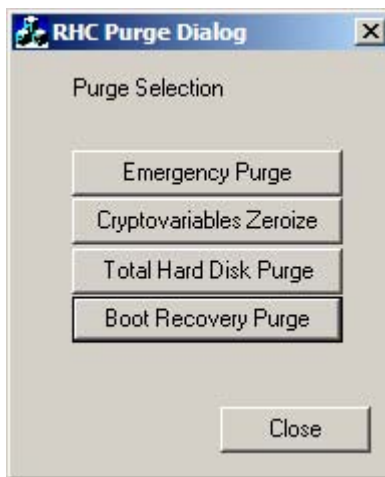 RHC Purge Dialog
Purge Selection
Emergency Purge
Cryptovariables Zeroize
Total Hard Disk Purge
Boot Recovery Purge
Close